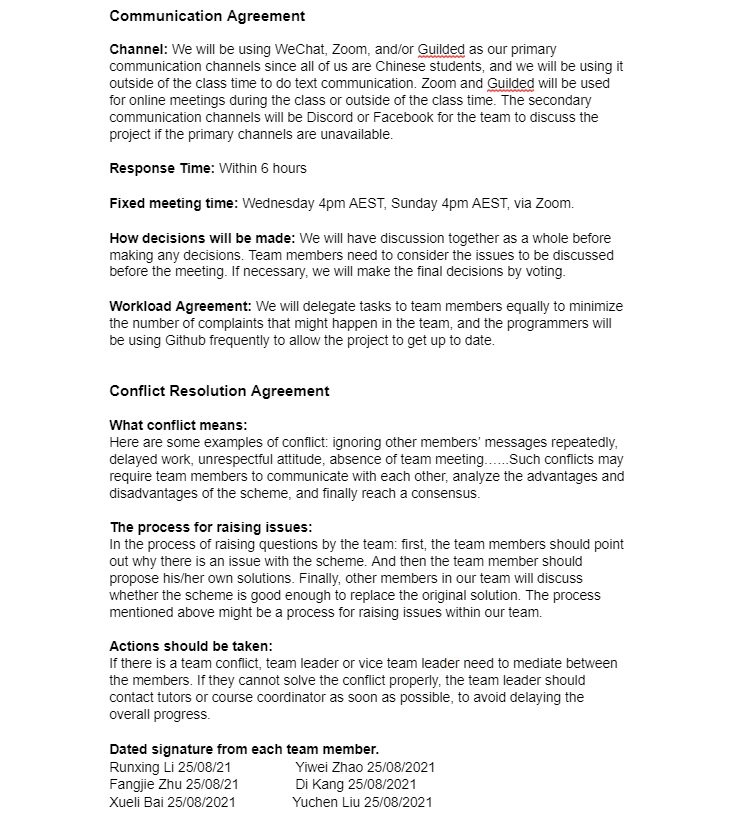 Communication Agreement
Channel: We will be using WeChat, Zoom, and/or Guilded as our primary
communication channels since all of us are Chinese students, and we will be using it
outside of the class time to do text communication. Zoom and Guilded will be used
for online meetings during the class or outside of the class time. The secondary
communication channels will be Discord or Facebook for the team to discuss the
project if the primary channels are unavailable.
Response Time: Within 6 hours
Fixed meeting time: Wednesday 4pm AEST, Sunday 4pm AEST, via Zoom.
How decisions will be made: We will have discussion together as a whole before
making any decisions. Team members need to consider the issues to be discussed
before the meeting. If necessary, we will make the final decisions by voting.
Workload Agreement: We will delegate tasks to team members equally to minimize
the number of complaints that might happen in the team, and the programmers will
be using Github frequently to allow the project to get up to date.
Conflict Resolution Agreement
What conflict means:
Here are some examples of conflict: ignoring other members’ messages repeatedly,
delayed work, unrespectful attitude, absence of team meeting……Such conflicts may
require team members to communicate with each other, analyze the advantages and
disadvantages of the scheme, and finally reach a consensus.
The process for raising issues:
In the process of raising questions by the team: first, the team members should point
out why there is an issue with the scheme. And then the team member should
propose his/her own solutions. Finally, other members in our team will discuss
whether the scheme is good enough to replace the original solution. The process
mentioned above might be a process for raising issues within our team.
Actions should be taken:
If there is a team conflict, team leader or vice team leader need to mediate between
the members. If they cannot solve the conflict properly, the team leader should
contact tutors or course coordinator as soon as possible, to avoid delaying the
overall progress.
Dated signature from each team member.
Runxing Li 25/08/21 Yiwei Zhao 25/08/2021
Fangjie Zhu 25/08/21 Di Kang 25/08/2021
Xueli Bai 25/08/2021 Yuchen Liu 25/08/2021